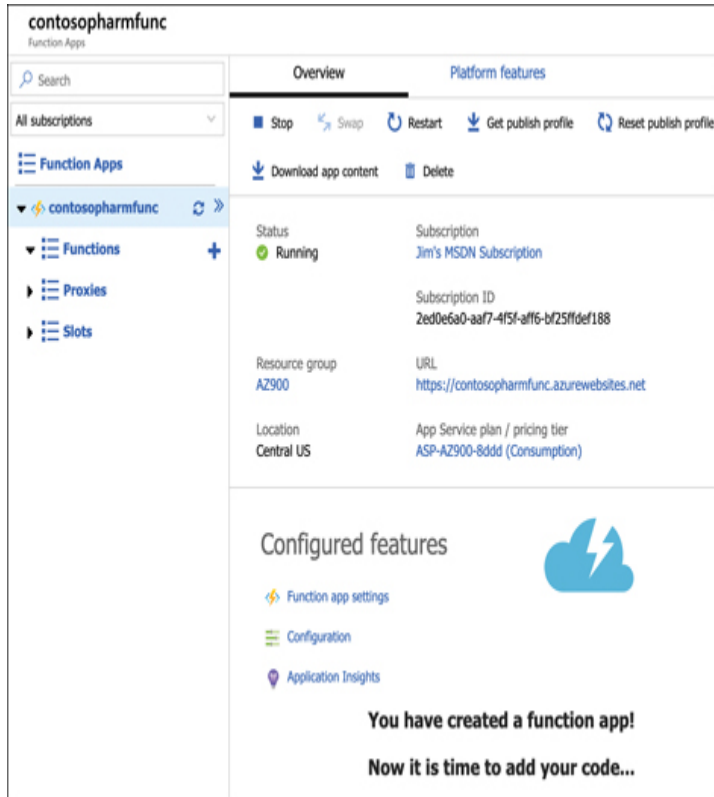 contosopharmfunc
Function Apps
Search
All subscriptions
Function Apps
contosopharmfunc
Functions
Proxies
Slots
Overview Platform features
Stop Swap Restart Get publish profile Reset publish profile
Download app content Delete
Status Subscription
Running Jim's MSDN Subscription
Subscription ID
2ed0e6a0-aaf7-4f5f-aff6-bf25ffdef188
Resource group URL
AZ900 https://contosopharmfunc.azurewebsites.net
Location App Service plan / pricing tier
Central US ASP-AZ900-8ddd (Consumption)
Configured features
Function app settings
Configuration
Application Insights
You have created a function app!
Now it is time to add your code...